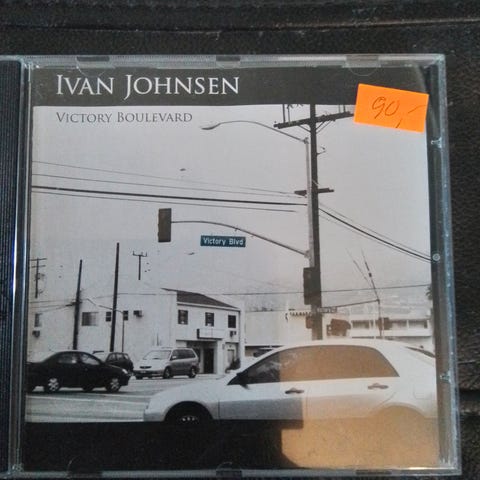 IVAN JOHNSEN
90,-
VICTORY BOULEVARD
Victory Blvd